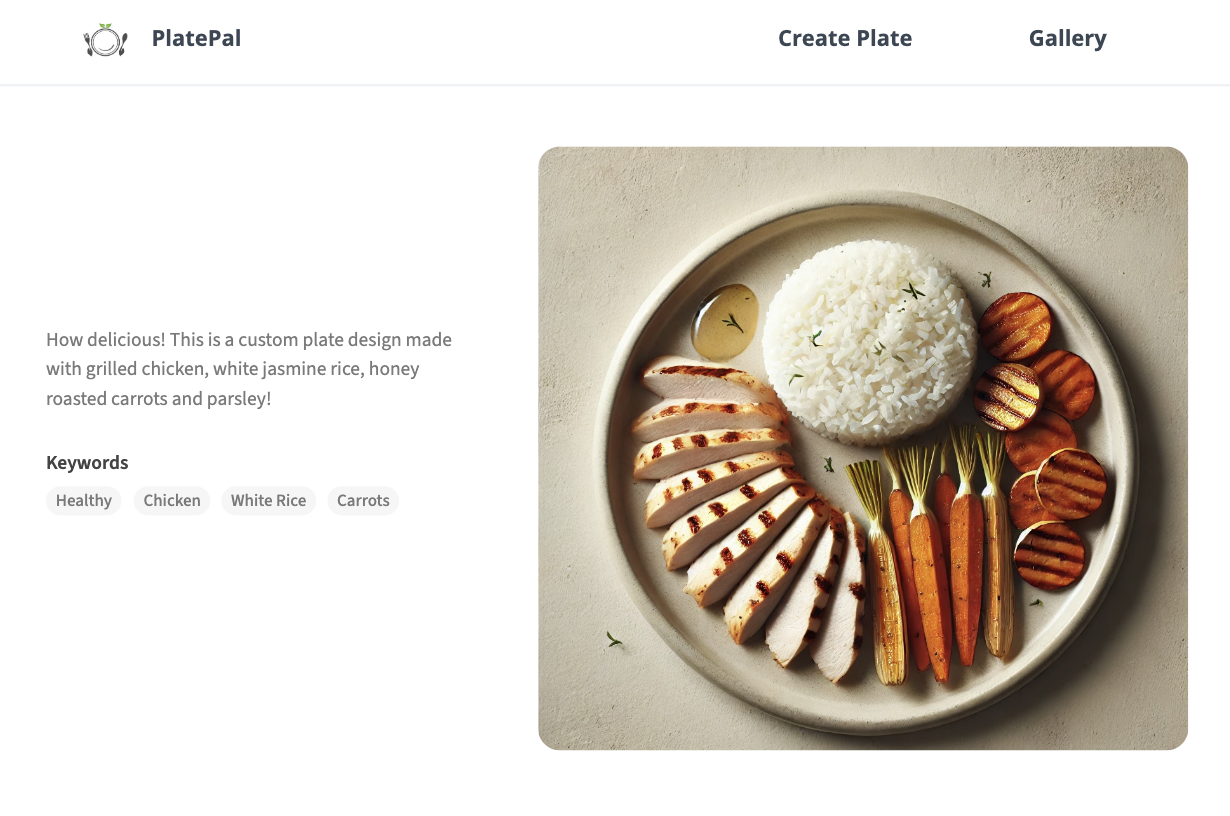 PlatePal
Create Plate
Gallery
How delicious! This is a custom plate design made
with grilled chicken, white jasmine rice, honey
roasted carrots and parsley!
Keywords
Healthy Chicken White Rice Carrots